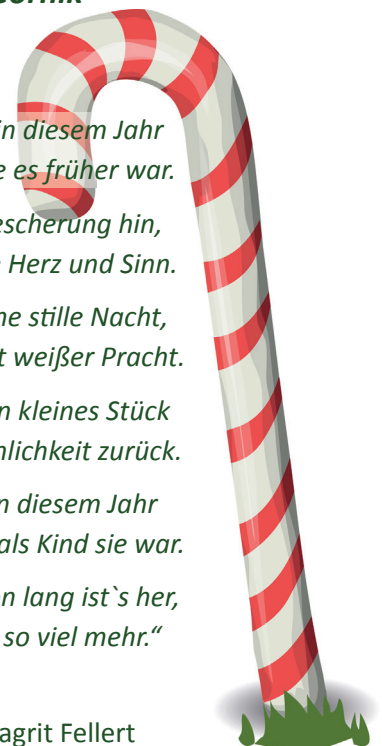 in diesem Jahr
es früher war.
escherung hin,
Herz und Sinn.
ne stille Nacht,
t weißer Pracht.
n kleines Stück
nlichkeit zurück.
n diesem Jahr
als Kind sie war.
n lang ist`s her,
so viel mehr.“
agrit Fellert